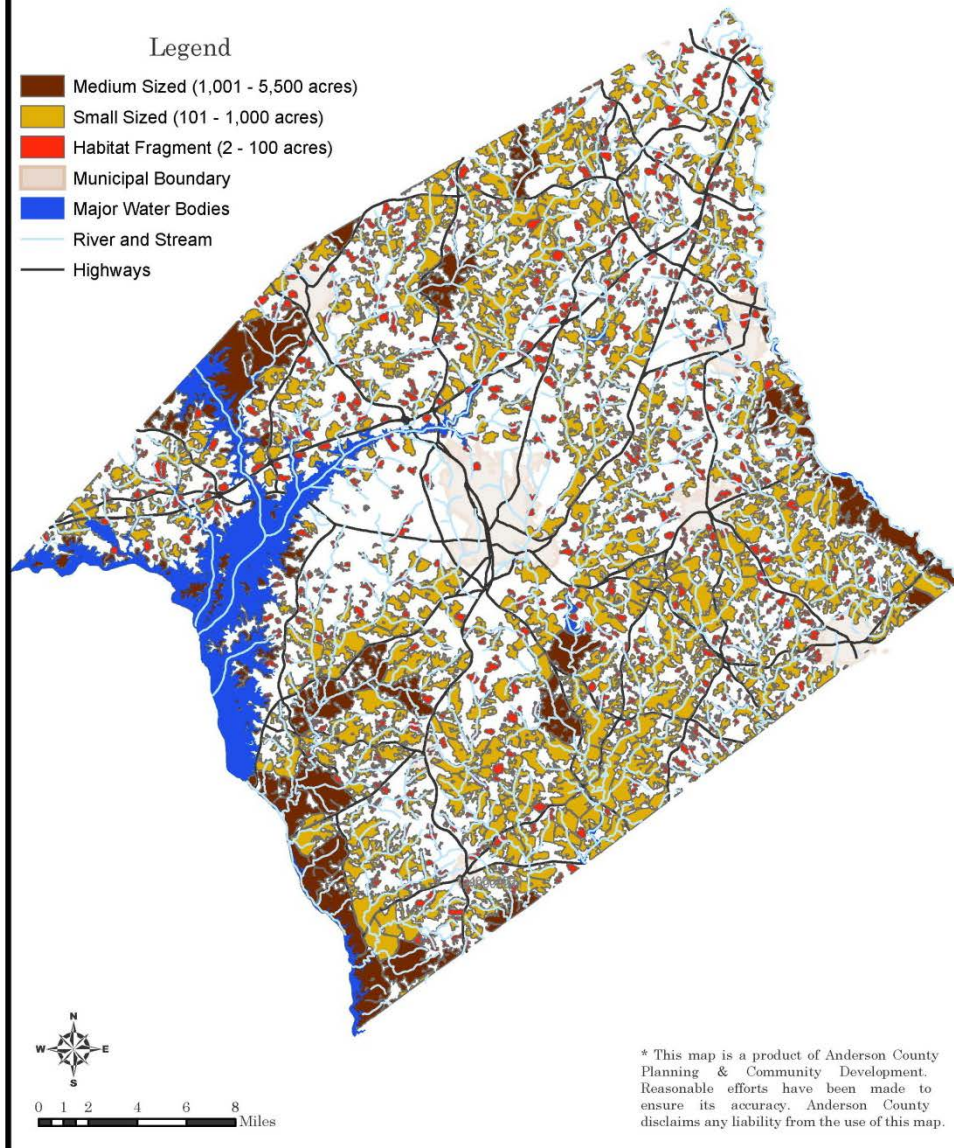 Legend
Medium Sized (1,001 - 5,500 acres)
Small Sized (101 - 1,000 acres)
Habitat Fragment (2 - 100 acres)
Municipal Boundary
Major Water Bodies
River and Stream
Highways
N
W E
S
0 1 2 4 6 8
Miles
* This map is a product of Anderson County
Planning & Community Development.
Reasonable efforts have been made to
ensure its accuracy. Anderson County
disclaims any liability from the use of this map.